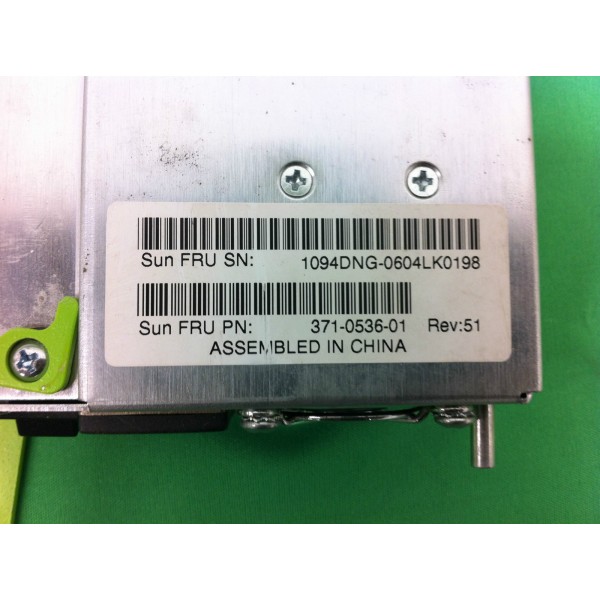 Sun FRU SN: 1094DNG-0604LK0198
Sun FRU PN: 371-0536-01 Rev:51
ASSEMBLED IN CHINA